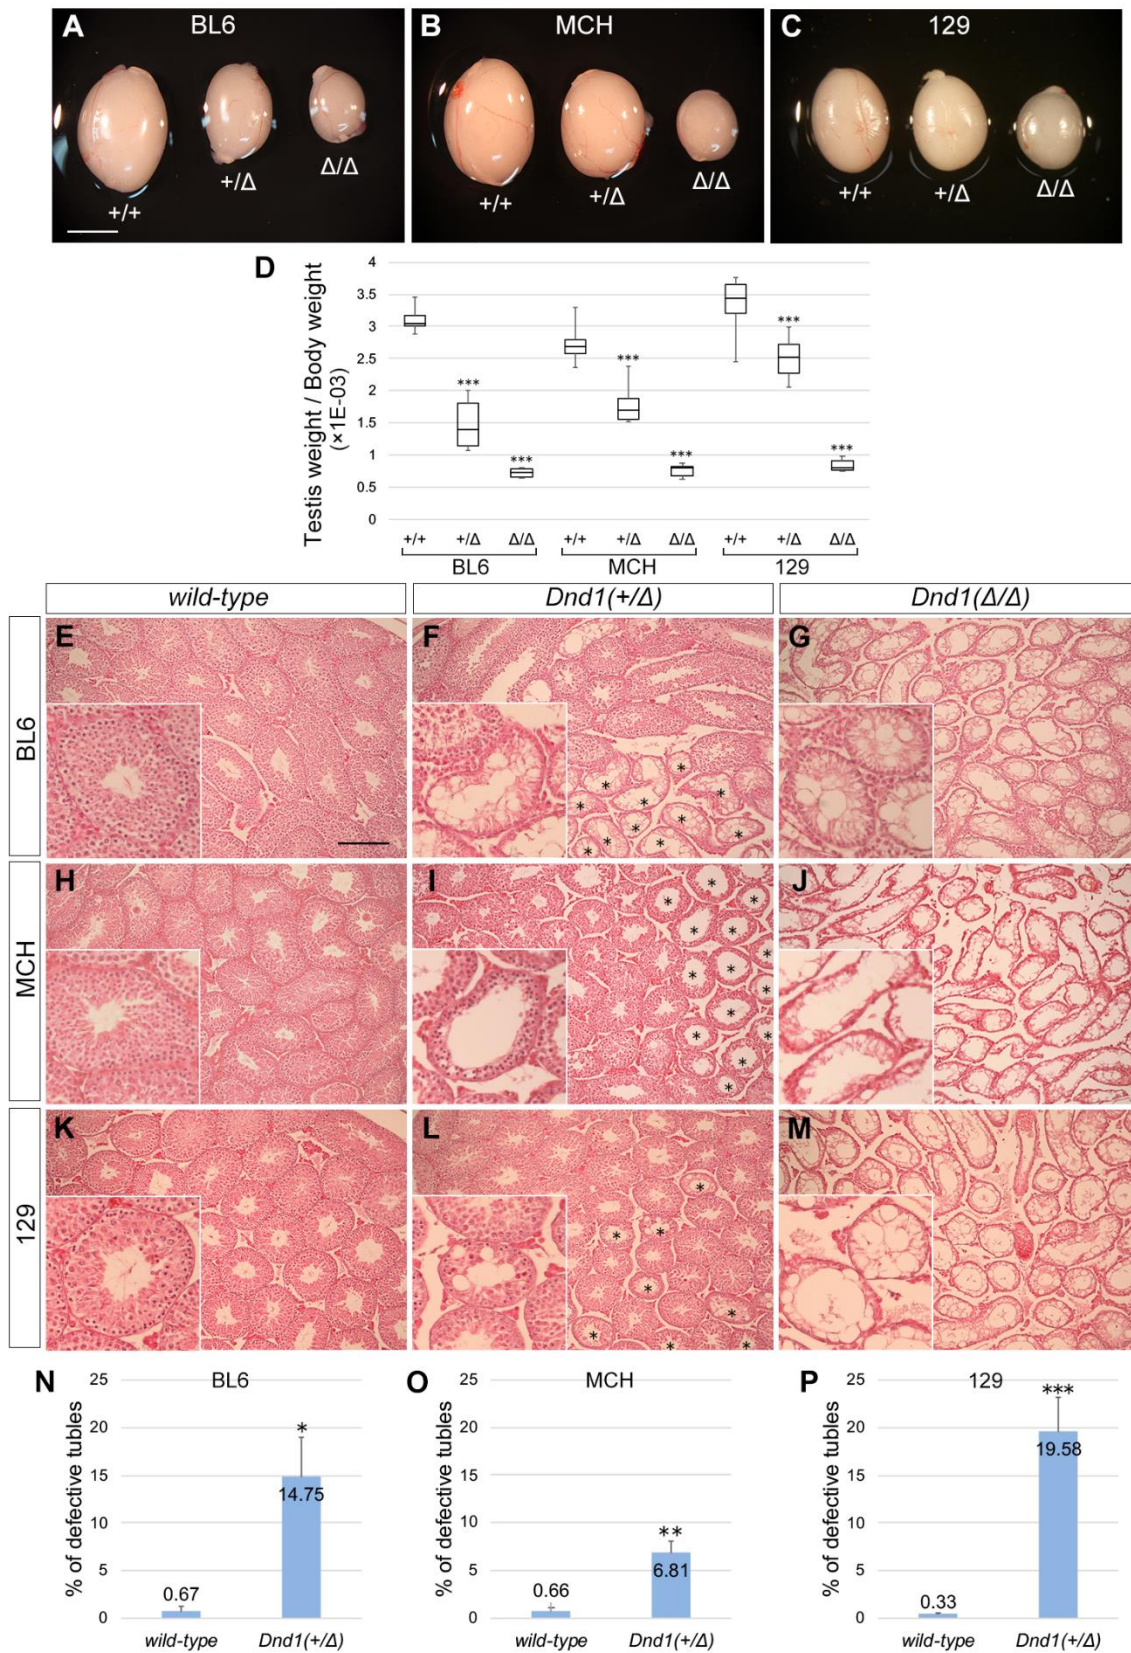 A BL6
+/+
+/Δ
Δ/Δ
B MCH
+/+
+/Δ
Δ/Δ
C 129
+/+
+/Δ
Δ/Δ
D
Testis weight / Body weight
(×1E-03)
4
3.5
3
2.5
2
1.5
1
0.5
0
***
***
***
***
***
***
+/+ +/Δ Δ/Δ +/+ +/Δ Δ/Δ +/+ +/Δ Δ/Δ
BL6 MCH 129
wild-type Dnd1(+/Δ) Dnd1(Δ/Δ)
BL6
E F G
* * * * * * * * * * * *
MCH
H I J
* * * * * * * * * * * * * * * *
129
K L M
* * * * * * * * *
N BL6
% of defective tubles
25
20
15
10
5
0
0.67
*
14.75
wild-type Dnd1(+/Δ)
O MCH
% of defective tubles
25
20
15
10
5
0
0.66
**
6.81
wild-type Dnd1(+/Δ)
P 129
% of defective tubles
25
20
15
10
5
0
0.33
***
19.58
wild-type Dnd1(+/Δ)